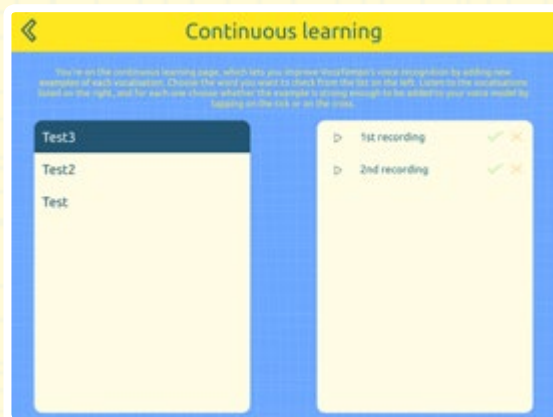 Continuous learning
You're on the continuous learning page, which lets you improve VocalTempo's voice recognition by adding new
examples of each vocalisation. Choose the word you want to check from the list on the left. Listen to the vocalisations
listed on the right, and for each one choose whether the example is strong enough to be added to your voice model by
tapping on the tick or on the cross.
Test3
Test2
Test
1st recording
2nd recording